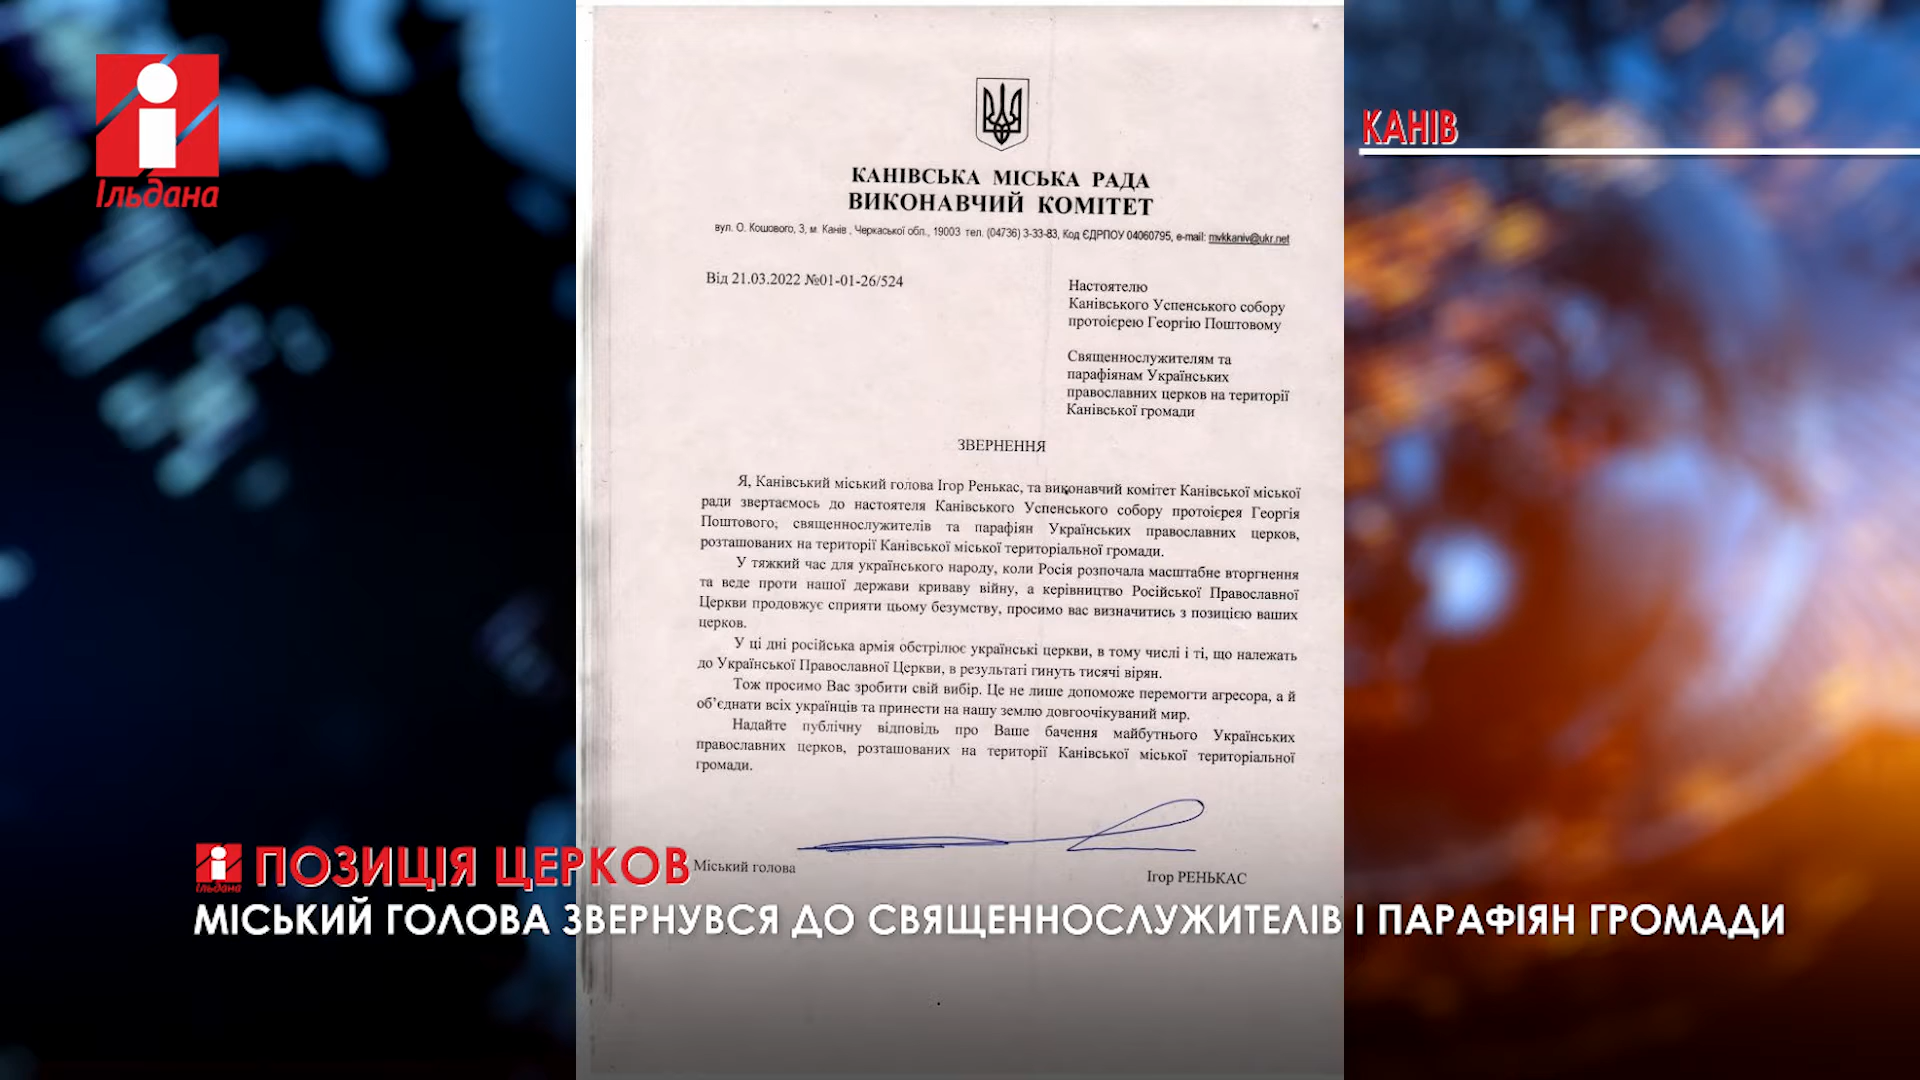 Ільдана
КАНІВ
КАНІВСЬКА МІСЬКА РАДА
ВИКОНАВЧИЙ КОМІТЕТ
вул. О. Кошового, 3, м. Канів , Черкаської обл., 19003 тел. (04736) 3-33-83, Код ЄДРПОУ 04060795, e-mail: mvkkaniv@ukr.net
Від 21.03.2022 №01-01-26/524
Настоятелю
Канівського Успенського собору
протоієрею Георгію Поштовому
Священнослужителям та
парафіянам Українських
православних церков на території
Канівської громади
ЗВЕРНЕННЯ
Я, Канівський міський голова Ігор Ренькас, та виконавчий комітет Канівської міської
ради звертаємось до настоятеля Канівського Успенського собору протоієрея Георгія
Поштового, священнослужителів та парафіян Українських православних церков,
розташованих на території Канівської міської територіальної громади.
У тяжкий час для українського народу, коли Росія розпочала масштабне вторгнення
та веде проти нашої держави криваву війну, а керівництво Російської Православної
Церкви продовжує сприяти цьому безумству, просимо вас визначитись з позицією ваших
церков.
У ці дні російська армія обстрілює українські церкви, в тому числі і ті, що належать
до Української Православної Церкви, в результаті гинуть тисячі вірян.
Тож просимо Вас зробити свій вибір. Це не лише допоможе перемогти агресора, а й
об’єднати всіх українців та принести на нашу землю довгоочікуваний мир.
Надайте публічну відповідь про Ваше бачення майбутнього Українських
православних церков, розташованих на території Канівської міської територіальної
громади.
Міський голова
Ігор РЕНЬКАС
Ільдана
ПОЗИЦІЯ ЦЕРКОВ
МІСЬКИЙ ГОЛОВА ЗВЕРНУВСЯ ДО СВЯЩЕННОСЛУЖИТЕЛІВ І ПАРАФІЯН ГРОМАДИ